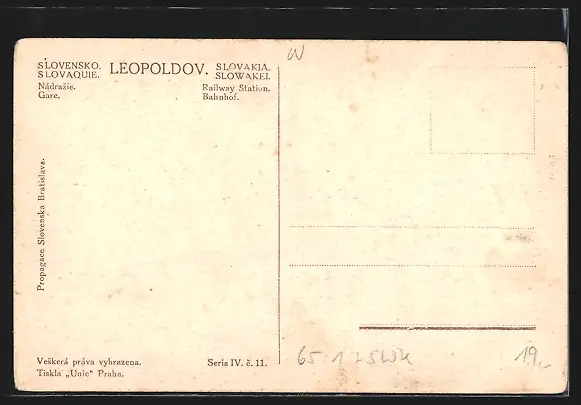 SLOVENSKO. LEOPOLDOV. SLOVAKIA.
SLOVAQUIE. SLOWAKEI.
Nádražie. Railway Station.
Gare. Bahnhof.
Propagace Slovenska Bratislava.
Veškerá práva vyhrazena. Seria IV. č. 11.
Tiskla „Unie“ Praha.
19.-